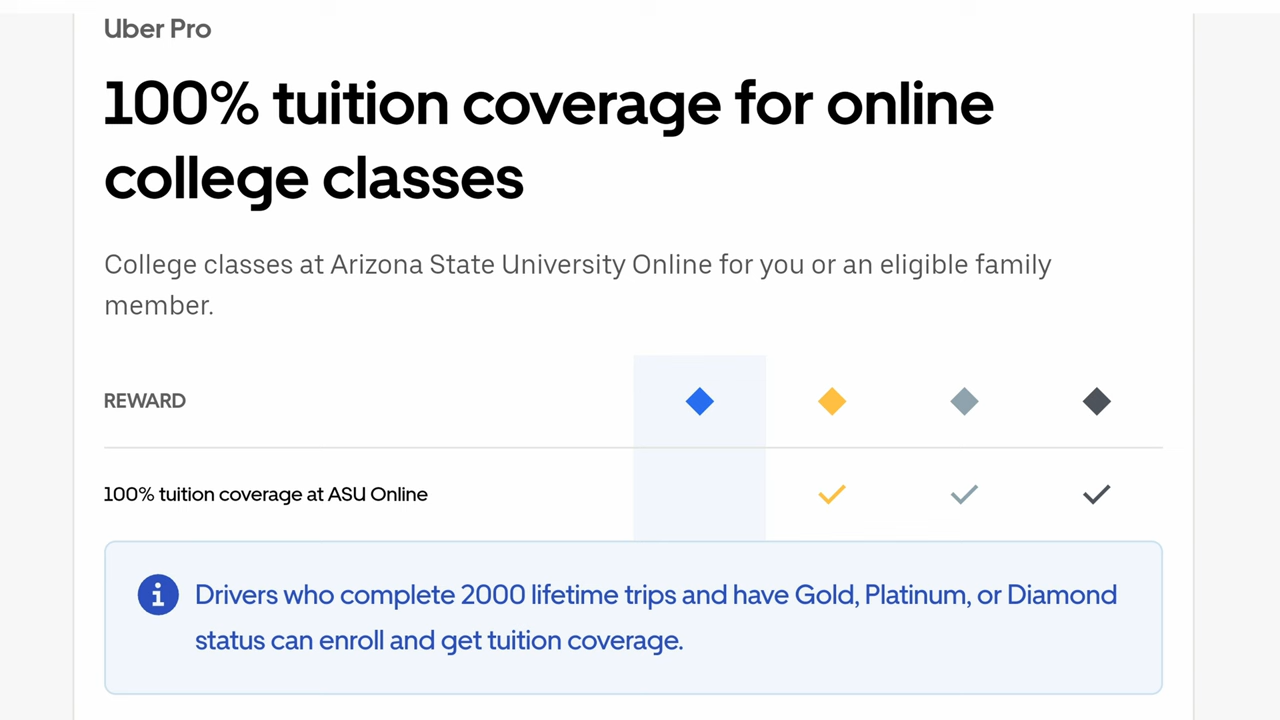 Uber Pro
100% tuition coverage for online
college classes
College classes at Arizona State University Online for you or an eligible family
member.
REWARD
100% tuition coverage at ASU Online
Drivers who complete 2000 lifetime trips and have Gold, Platinum, or Diamond
status can enroll and get tuition coverage.